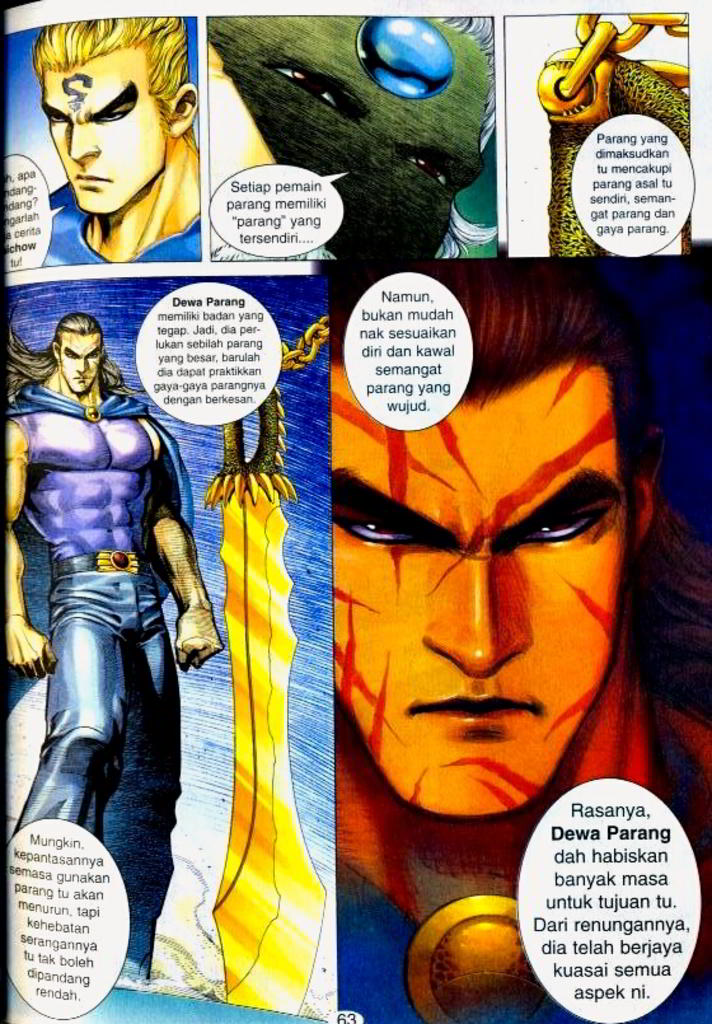 apa
cerita
tu!
Setiap pemain
parang memiliki
"parang" yang
tersendiri....
Parang yang
dimaksudkan
tu mencakupi
parang asal tu
sendiri, seman-
gat parang dan
gaya parang.
Dewa Parang
memiliki badan yang
tegap. Jadi, dia per-
lukan sebilah parang
yang besar, barulah
dia dapat praktikkan
gaya-gaya parangnya
dengan berkesan.
Namun,
bukan mudah
nak sesuaikan
diri dan kawal
semangat
parang yang
wujud.
Mungkin,
kepantasannya
semasa gunakan
parang tu akan
menurun, tapi
kehebatan
serangannya
tu tak boleh
dipandang
rendah.
Rasanya,
Dewa Parang
dah habiskan
banyak masa
untuk tujuan tu.
Dari renungannya,
dia telah berjaya
kuasai semua
aspek ni.
63